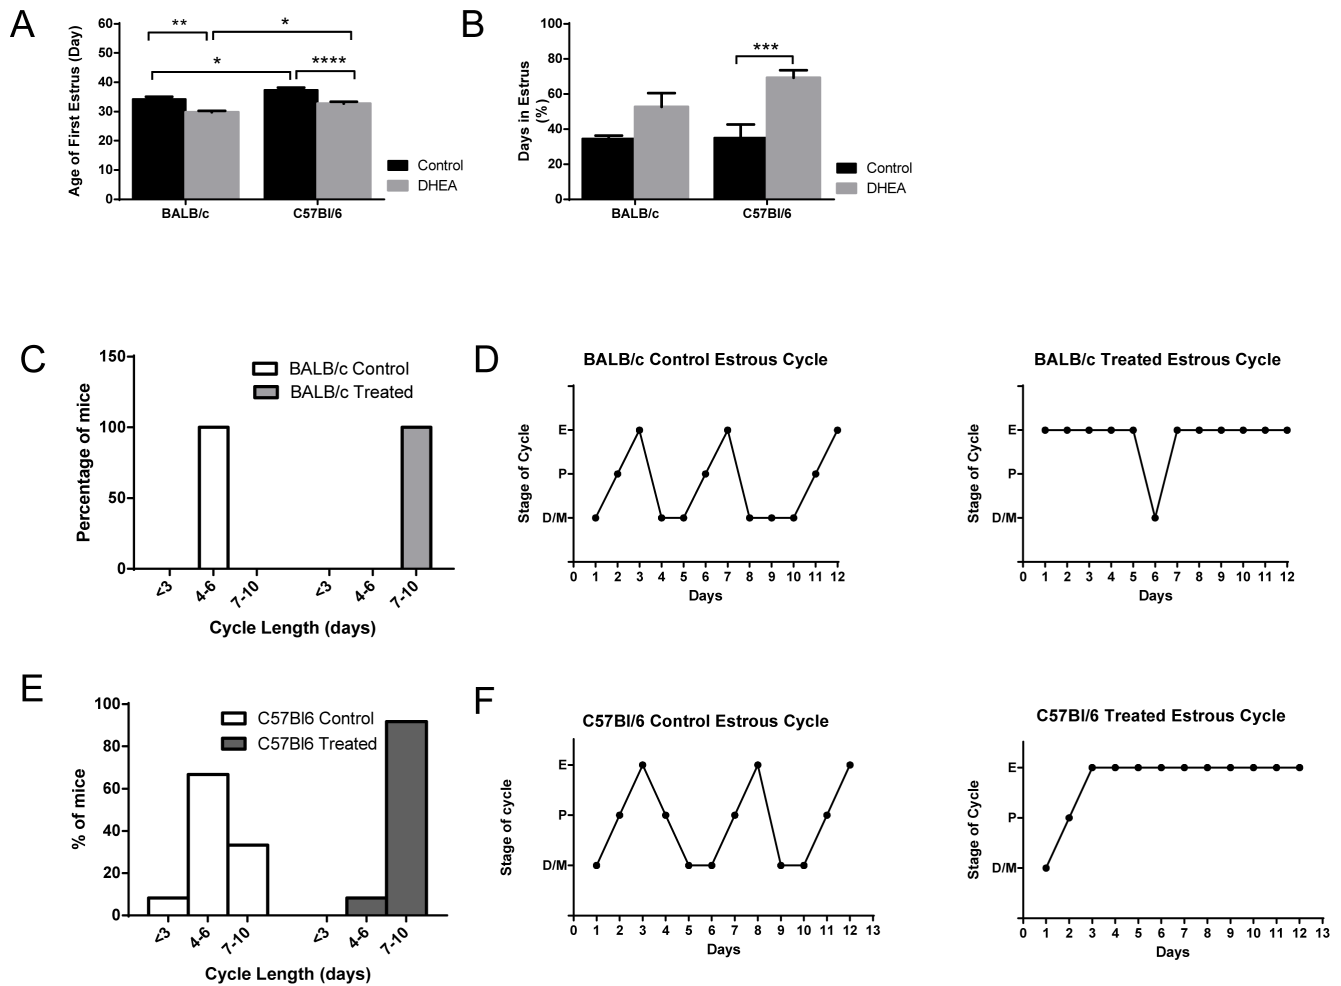 A
Age of First Estrus (Day)
60
50
40
30
20
10
0
**
*
*
****
BALB/c
C57Bl/6
Control
DHEA
B
Days in Estrus
(%)
100
80
60
40
20
0
***
BALB/c
C57Bl/6
Control
DHEA
C
Percentage of mice
150
100
50
0
BALB/c Control
BALB/c Treated
<3
4-6
7-10
<3
4-6
7-10
Cycle Length (days)
D
BALB/c Control Estrous Cycle
Stage of Cycle
E
P
D/M
0 1 2 3 4 5 6 7 8 9 10 11 12
Days
BALB/c Treated Estrous Cycle
Stage of Cycle
E
P
D/M
0 1 2 3 4 5 6 7 8 9 10 11 12
Days
E
% of mice
100
80
60
40
20
0
C57Bl6 Control
C57Bl6 Treated
<3
4-6
7-10
<3
4-6
7-10
Cycle Length (days)
F
C57Bl/6 Control Estrous Cycle
Stage of cycle
E
P
D/M
0 1 2 3 4 5 6 7 8 9 10 11 12 13
Days
C57Bl/6 Treated Estrous Cycle
Stage of Cycle
E
P
D/M
0 1 2 3 4 5 6 7 8 9 10 11 12 13
Days